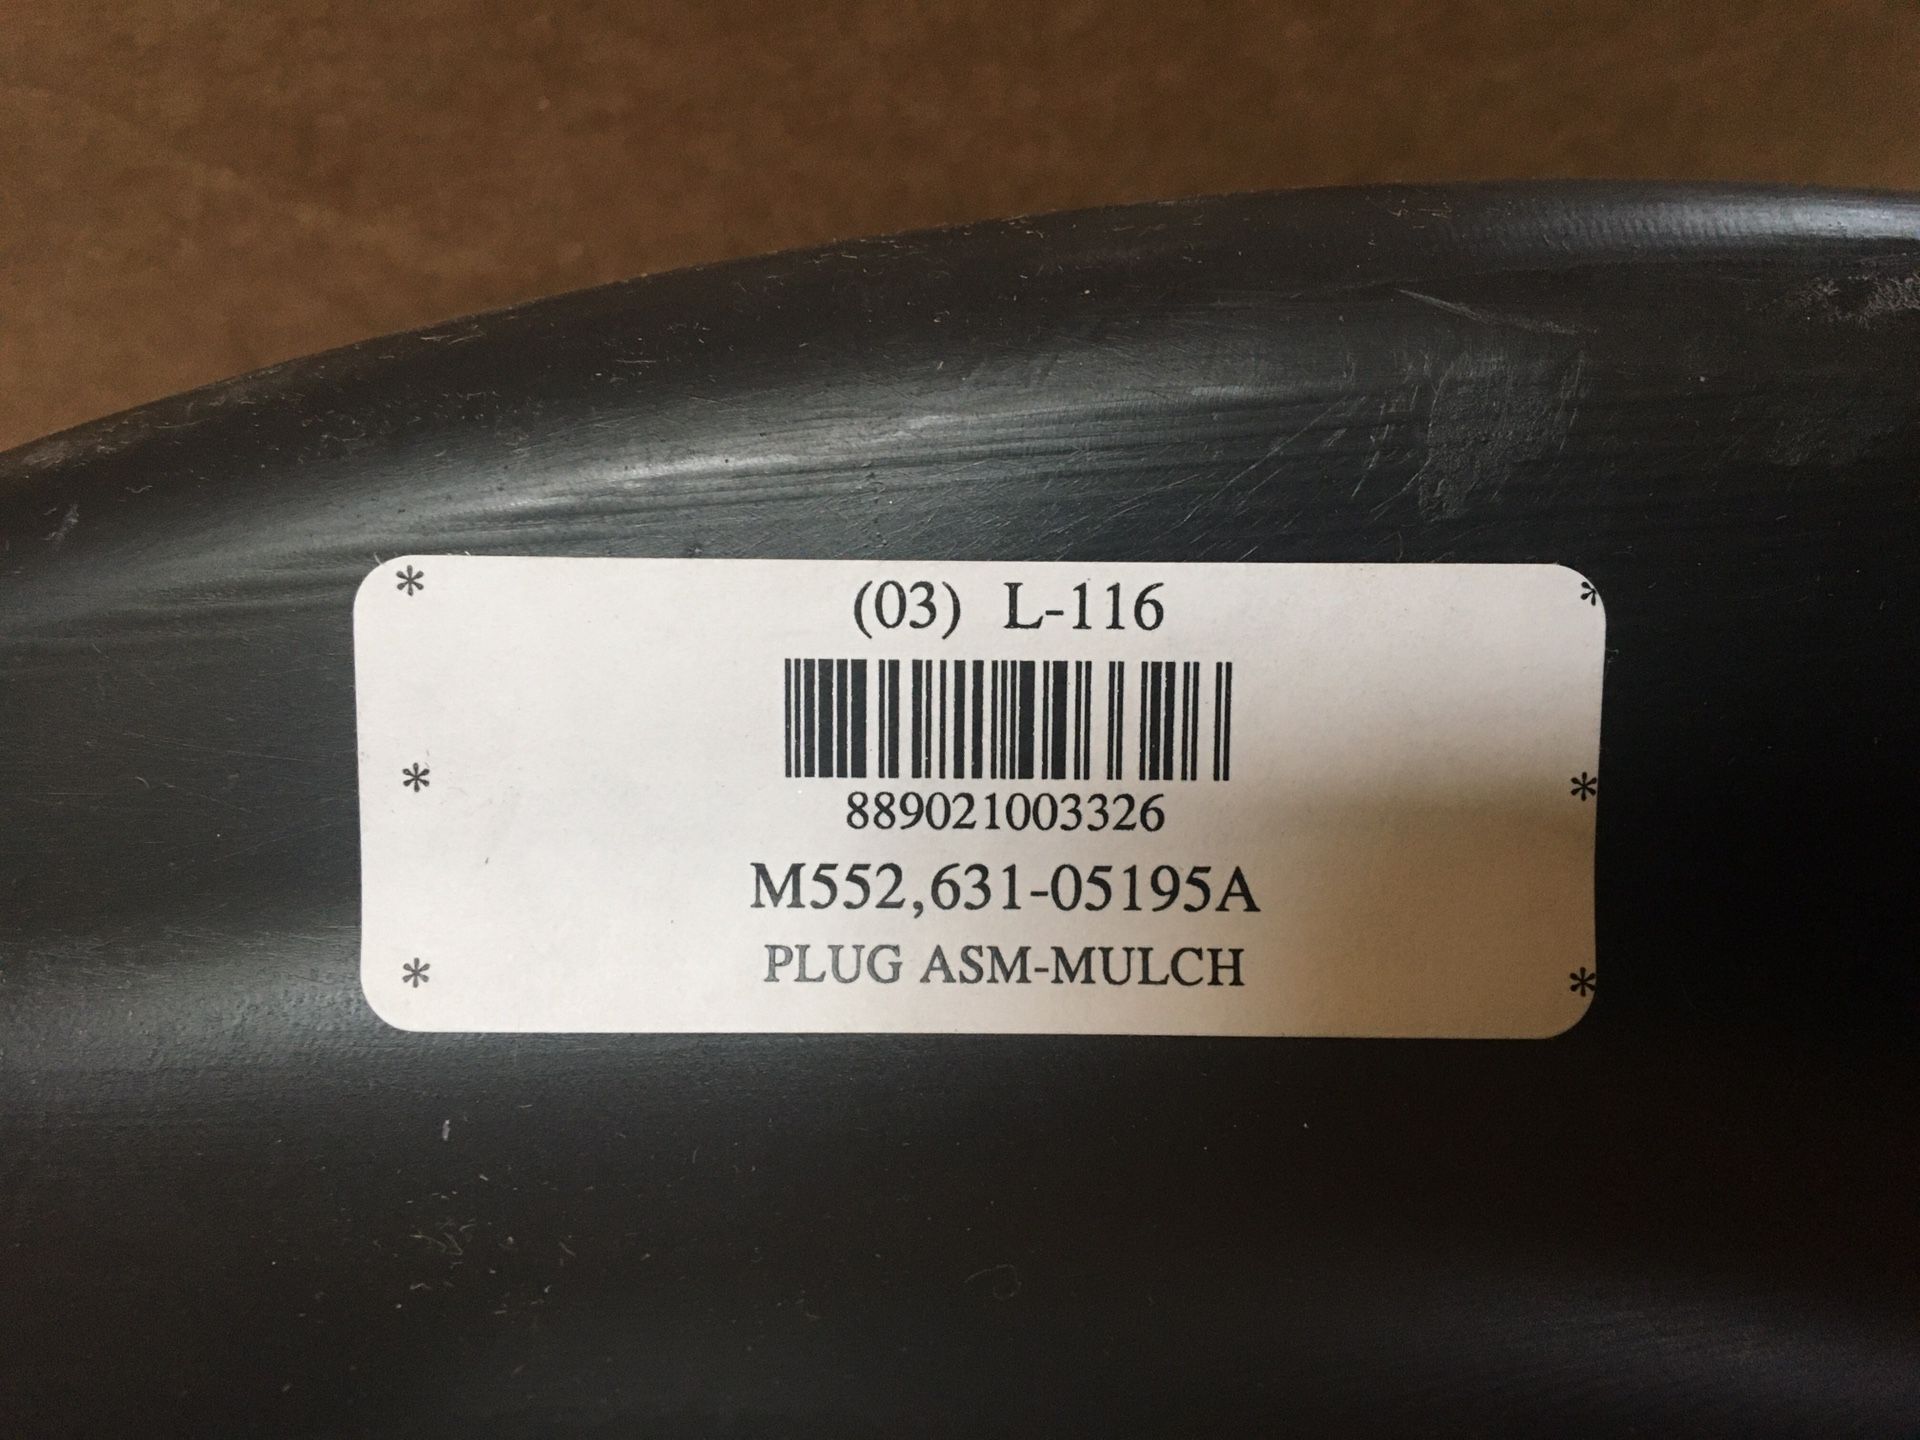 * (03) L-116 *
* *
889021003326
M552,631-05195A
* PLUG ASM-MULCH *